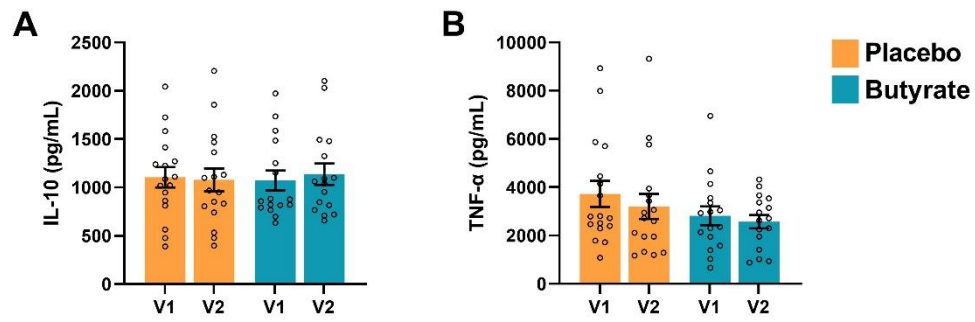 A
IL-10 (pg/mL)
2500
2000
1500
1000
500
0
V1 V2 V1 V2
B
TNF-α (pg/mL)
10000
8000
6000
4000
2000
0
V1 V2 V1 V2
Placebo
Butyrate